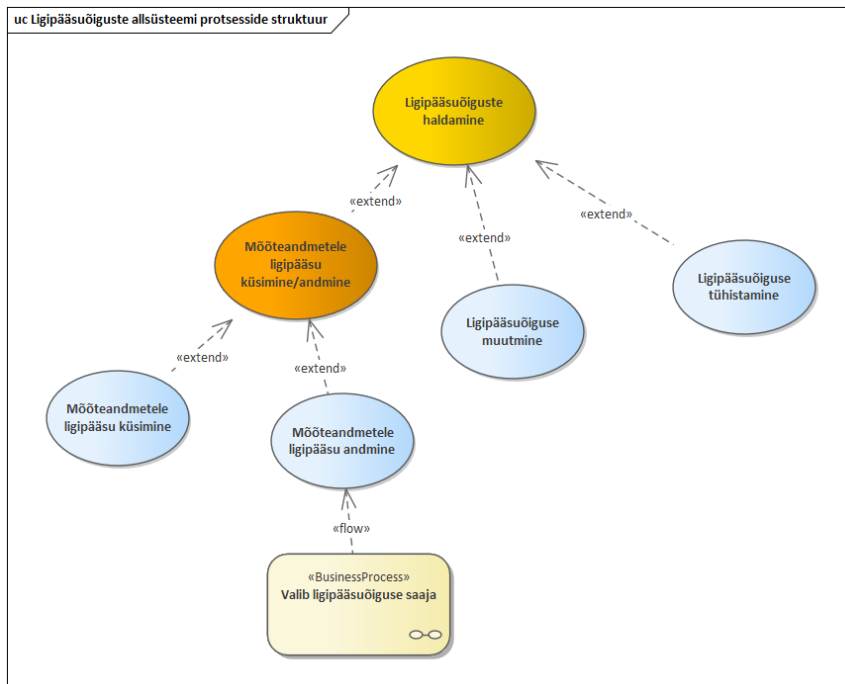 uc Ligipääsuõiguste allsüsteemi protsesside struktuur
Ligipääsuõiguste
haldamine
«extend»
«extend»
«extend»
Mõõteandmetele
ligipääsu
küsimine/andmine
Ligipääsuõiguse
tühistamine
Ligipääsuõiguse
muutmine
«extend»
«extend»
Mõõteandmetele
ligipääsu küsimine
Mõõteandmetele
ligipääsu andmine
«flow»
«BusinessProcess»
Valib ligipääsuõiguse saaja